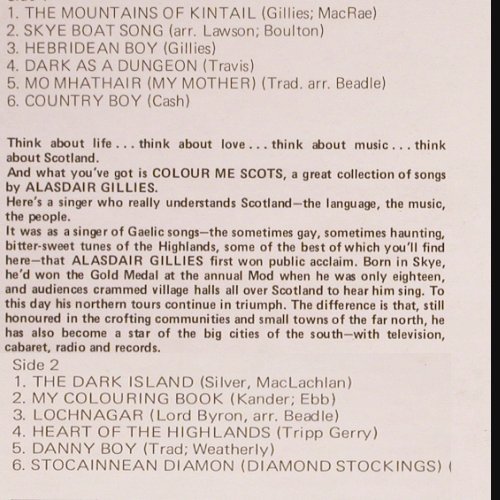 Side 1
1. THE MOUNTAINS OF KINTAIL (Gillies; MacRae)
2. SKYE BOAT SONG (arr. Lawson; Boulton)
3. HEBRIDEAN BOY (Gillies)
4. DARK AS A DUNGEON (Travis)
5. MO MHATHAIR (MY MOTHER) (Trad. arr. Beadle)
6. COUNTRY BOY (Cash)
Think about life . . . think about love . . . think about music . . . think
about Scotland.
And what you've got is COLOUR ME SCOTS, a great collection of songs
by ALASDAIR GILLIES.
Here's a singer who really understands Scotland—the language, the music,
the people.
It was as a singer of Gaelic songs—the sometimes gay, sometimes haunting,
bitter-sweet tunes of the Highlands, some of the best of which you'll find
here—that ALASDAIR GILLIES first won public acclaim. Born in Skye,
he'd won the Gold Medal at the annual Mod when he was only eighteen,
and audiences crammed village halls all over Scotland to hear him sing. To
this day his northern tours continue in triumph. The difference is that, still
honoured in the crofting communities and small towns of the far north, he
has also become a star of the big cities of the south—with television,
cabaret, radio and records.
Side 2
1. THE DARK ISLAND (Silver, MacLachlan)
2. MY COLOURING BOOK (Kander; Ebb)
3. LOCHNAGAR (Lord Byron, arr. Beadle)
4. HEART OF THE HIGHLANDS (Tripp Gerry)
5. DANNY BOY (Trad; Weatherly)
6. STOCAINNEAN DIAMON (DIAMOND STOCKINGS) (